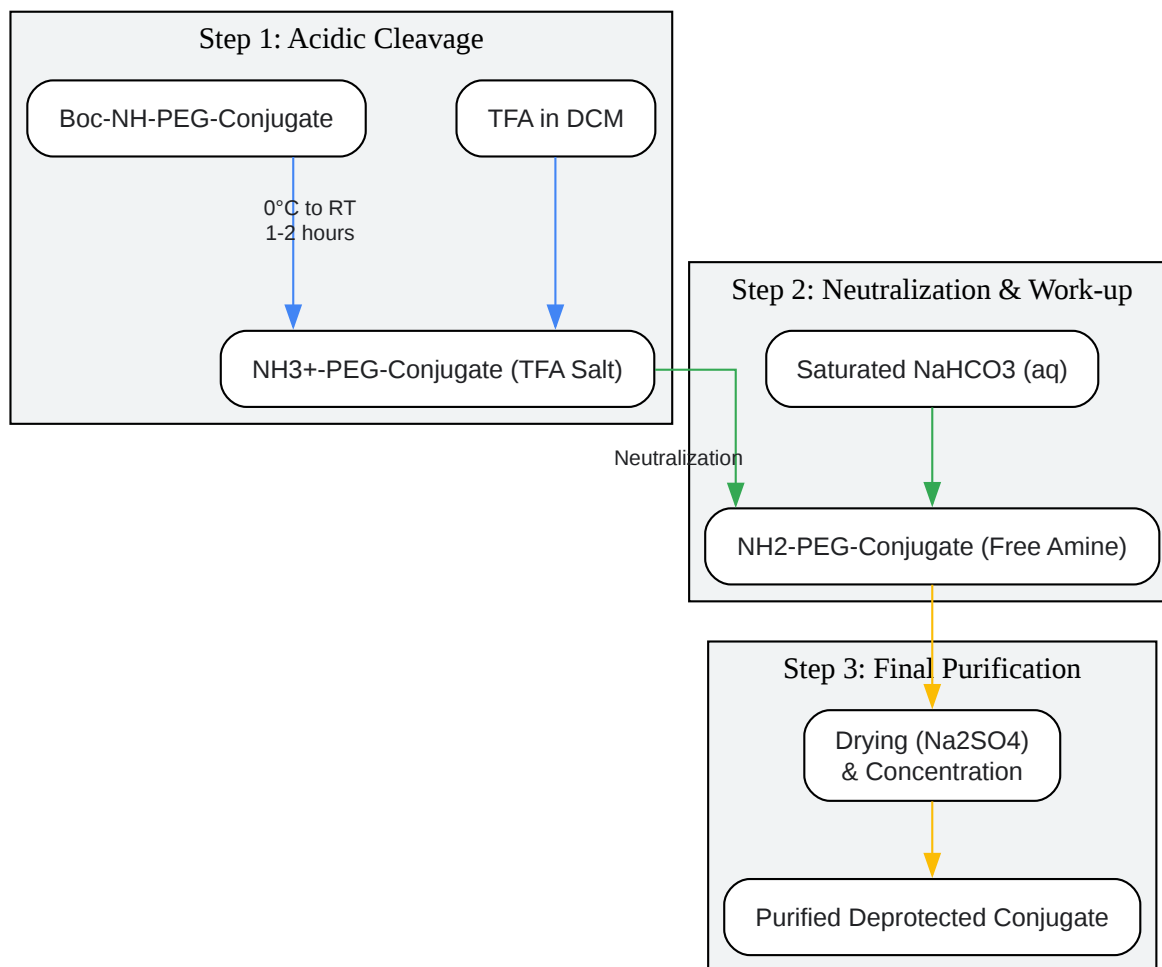 Step 1: Acidic Cleavage
Boc-NH-PEG-Conjugate
TFA in DCM
0°C to RT
1-2 hours
NH3+-PEG-Conjugate (TFA Salt)
Step 2: Neutralization & Work-up
Saturated NaHCO3 (aq)
Neutralization
NH2-PEG-Conjugate (Free Amine)
Step 3: Final Purification
Drying (Na2SO4)
& Concentration
Purified Deprotected Conjugate